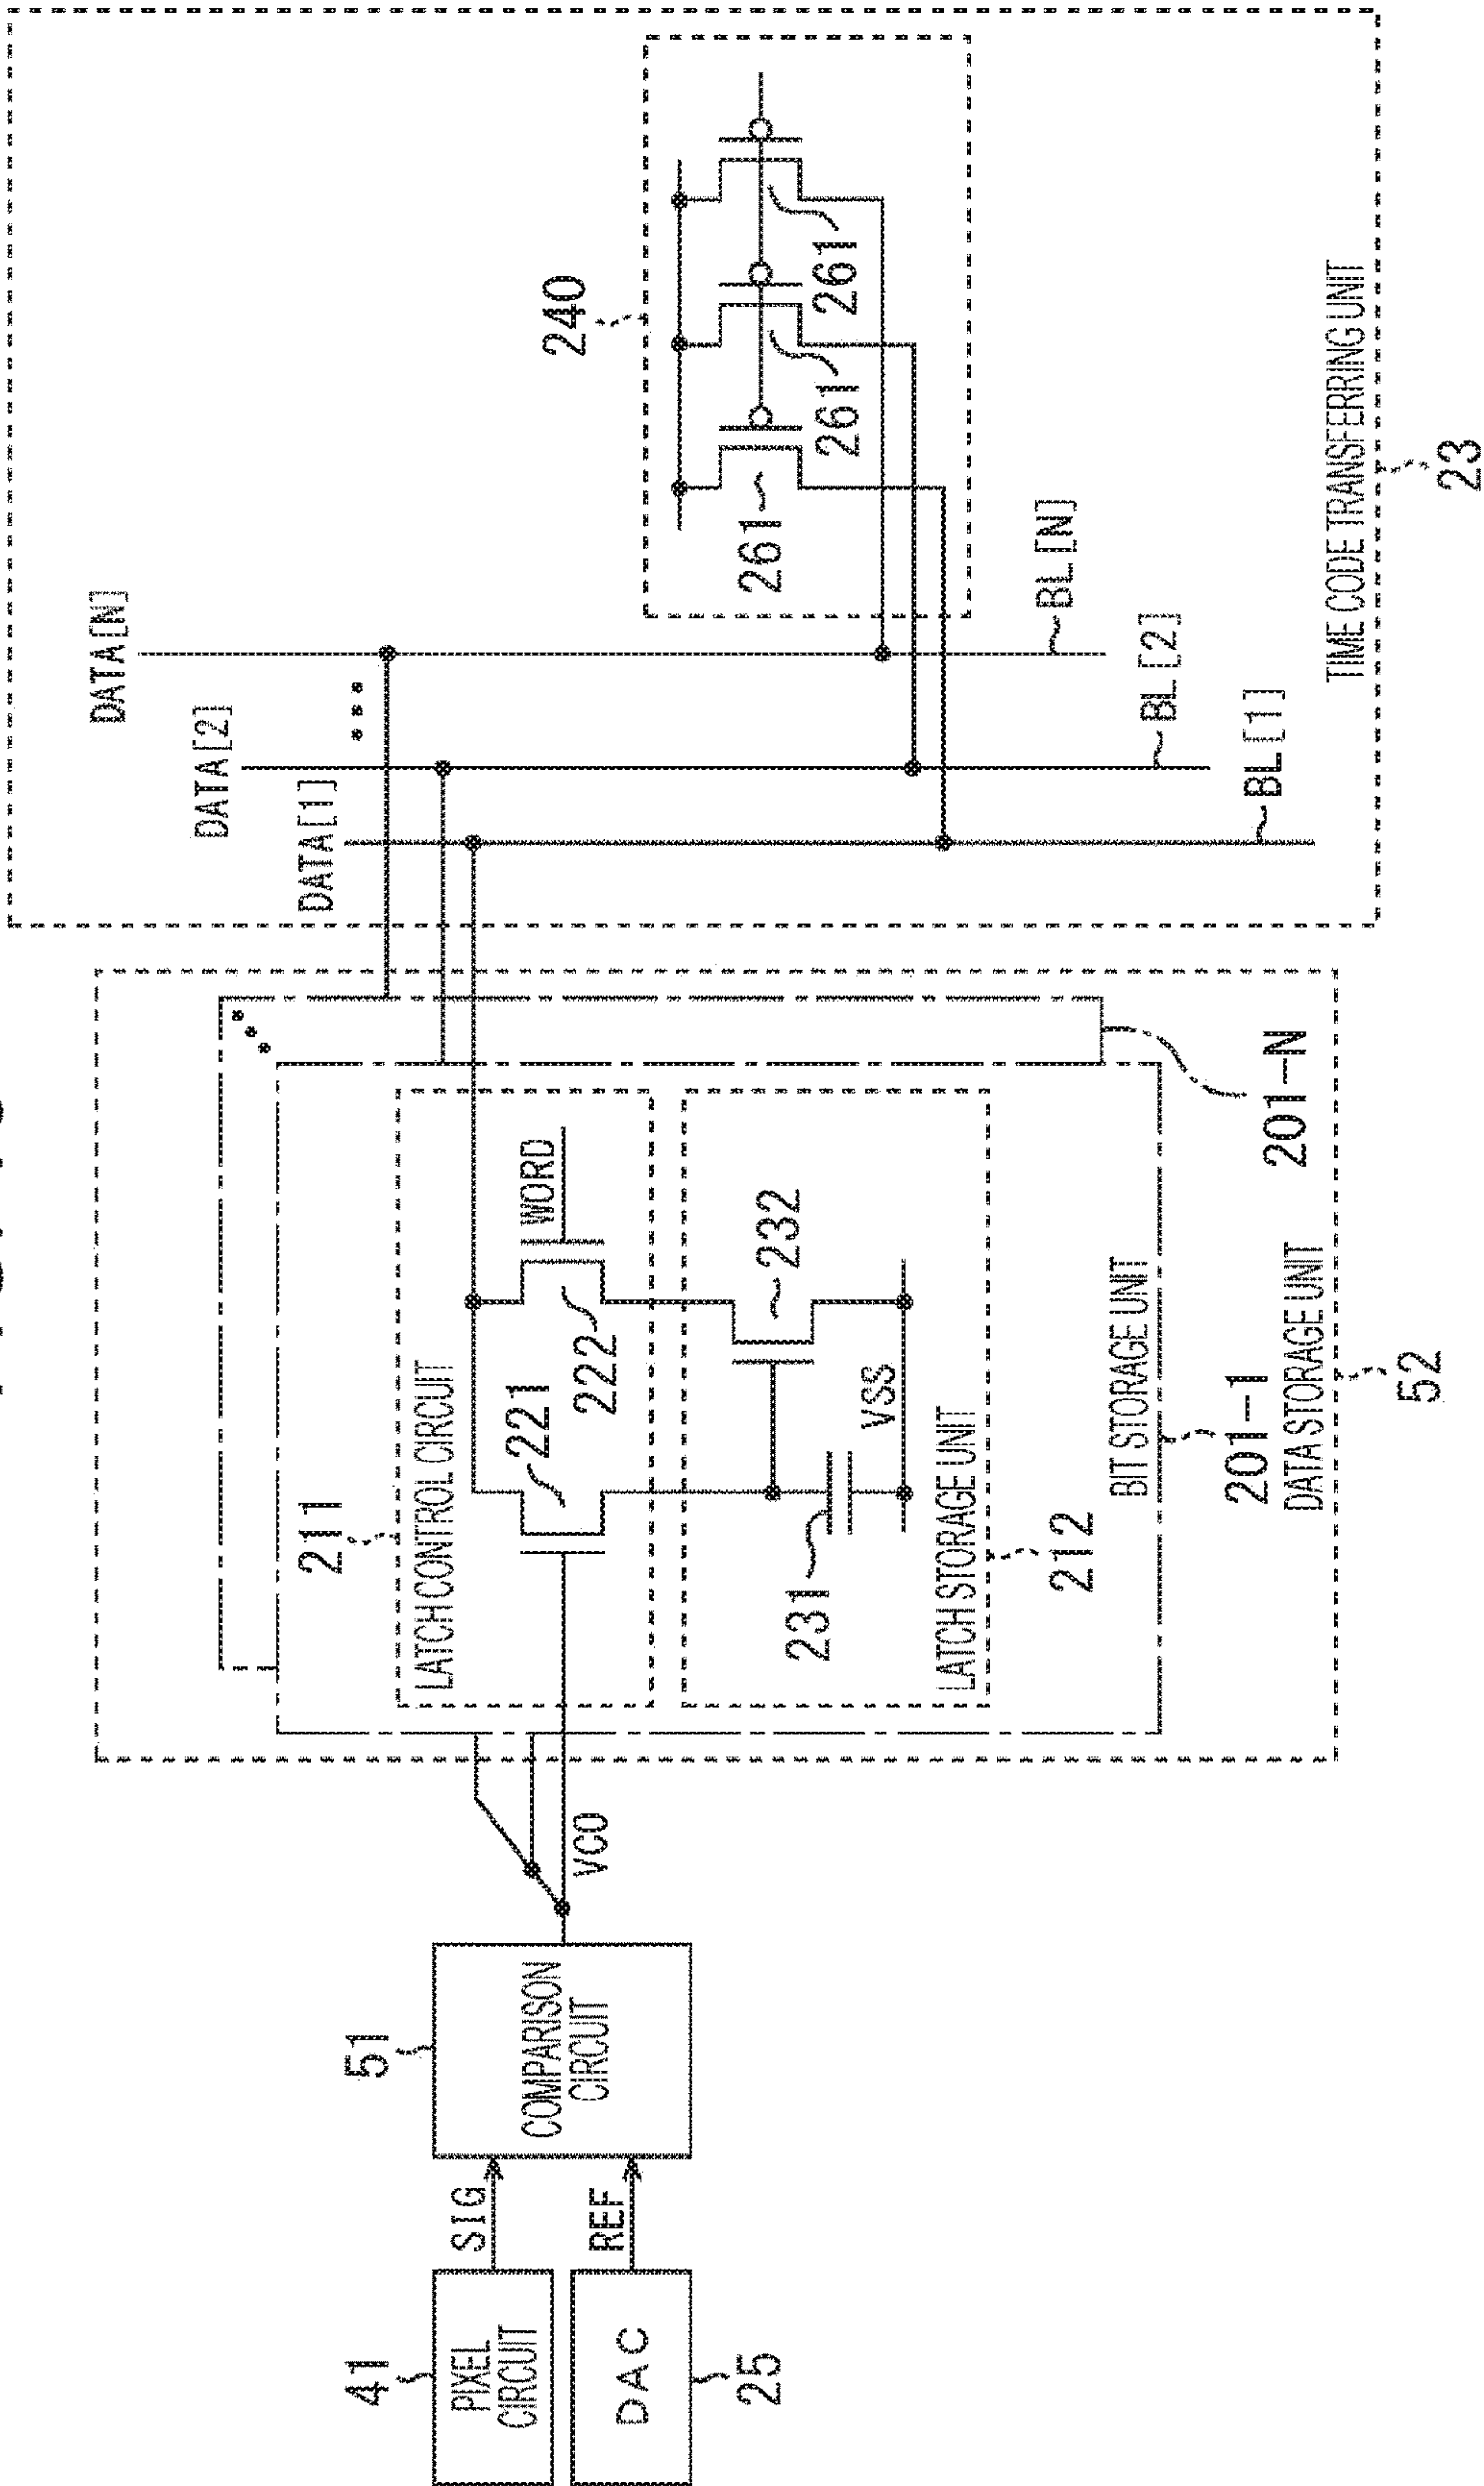 41
PIXEL
CIRCUIT
SIG
DAC
25
REF
51
COMPARISON
CIRCUIT
VCO
211
LATCH CONTROL CIRCUIT
221
222
WORD
231
232
VSS
LATCH STORAGE UNIT
212
BIT STORAGE UNIT
201-1
201-N
DATA STORAGE UNIT
52
DATA[N]
DATA[2]
DATA[1]
240
261
261
261
BL[N]
BL[2]
BL[1]
TIME CODE TRANSFERRING UNIT
23